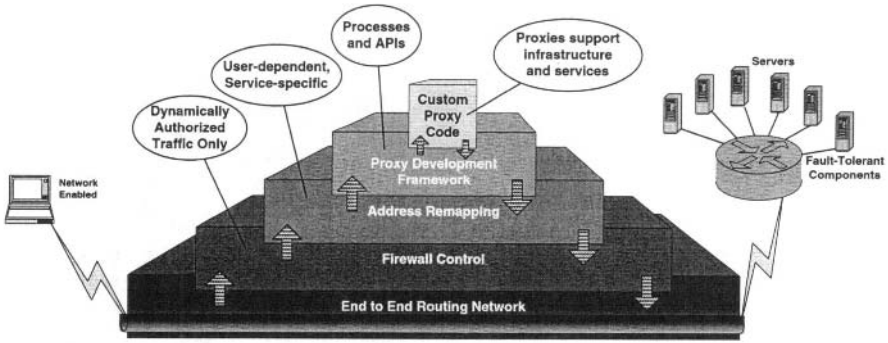 Processes
and APIs
Proxies support
infrastructure
and services
User-dependent,
Service-specific
Servers
Dynamically
Authorized
Traffic Only
Custom
Proxy
Code
Proxy Development
Framework
Fault-Tolerant
Components
Network
Enabled
Address Remapping
Firewall Control
End to End Routing Network